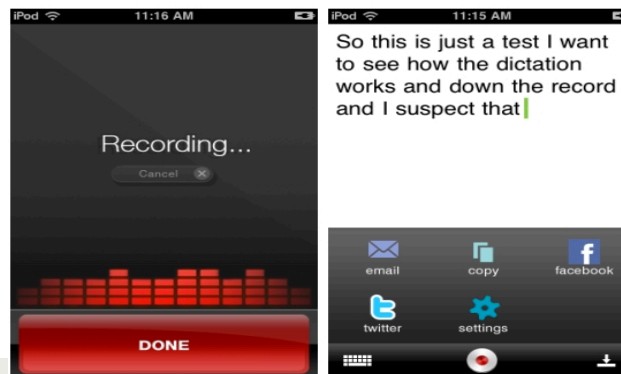 iPod 11:16 AM
Recording...
Cancel
DONE
iPod 11:15 AM
So this is just a test I want
to see how the dictation
works and down the record
and I suspect that
email copy facebook
twitter settings